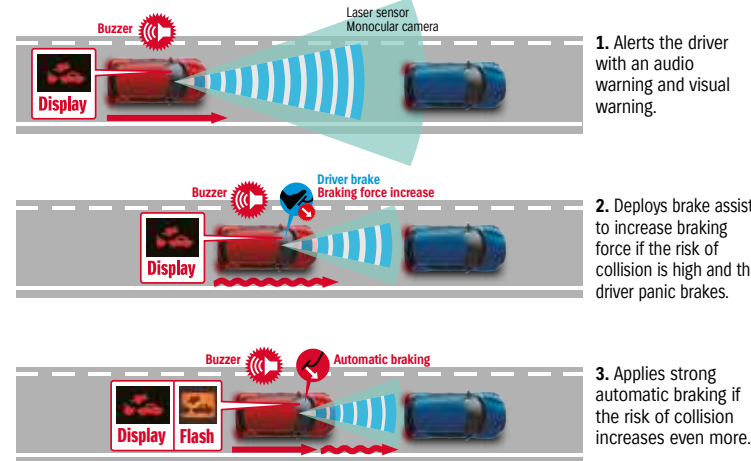 Laser sensor
Monocular camera
Buzzer
Display
1. Alerts the driver
with an audio
warning and visual
warning.
Driver brake
Buzzer
Braking force increase
Display
2. Deploys brake assist
to increase braking
force if the risk of
collision is high and th
driver panic brakes.
Buzzer
Automatic braking
Display
Flash
3. Applies strong
automatic braking if
the risk of collision
increases even more.